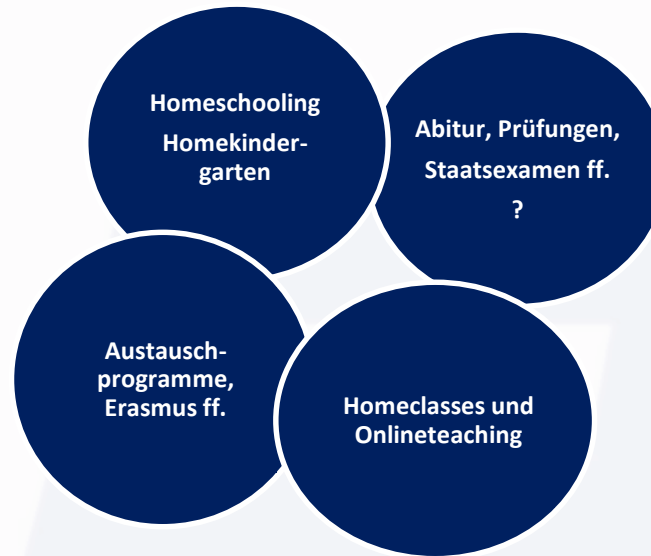 Homeschooling
Homekinder-
garten
Abitur, Prüfungen,
Staatsexamen ff.
?
Austausch-
programme,
Erasmus ff.
Homeclasses und
Onlineteaching